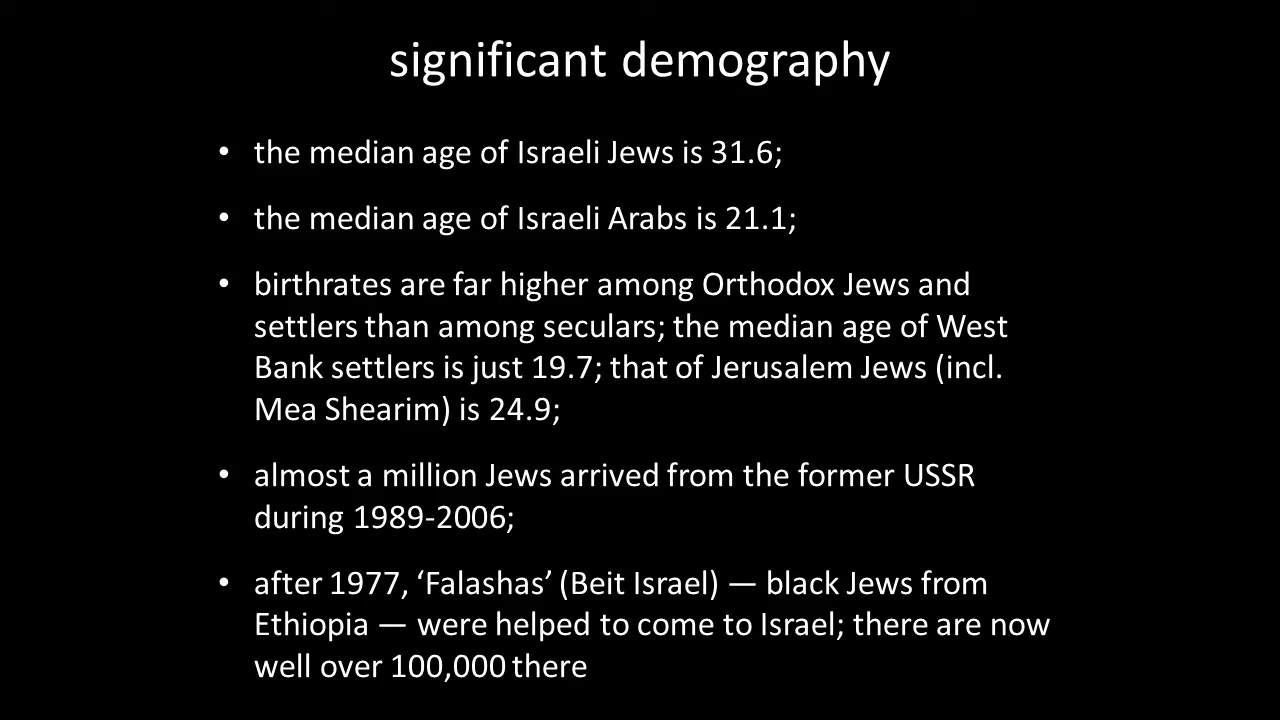 significant demography
• the median age of Israeli Jews is 31.6;
• the median age of Israeli Arabs is 21.1;
• birthrates are far higher among Orthodox Jews and
settlers than among seculars; the median age of West
Bank settlers is just 19.7; that of Jerusalem Jews (incl.
Mea Shearim) is 24.9;
• almost a million Jews arrived from the former USSR
during 1989-2006;
• after 1977, ‘Falashas’ (Beit Israel) — black Jews from
Ethiopia — were helped to come to Israel; there are now
well over 100,000 there